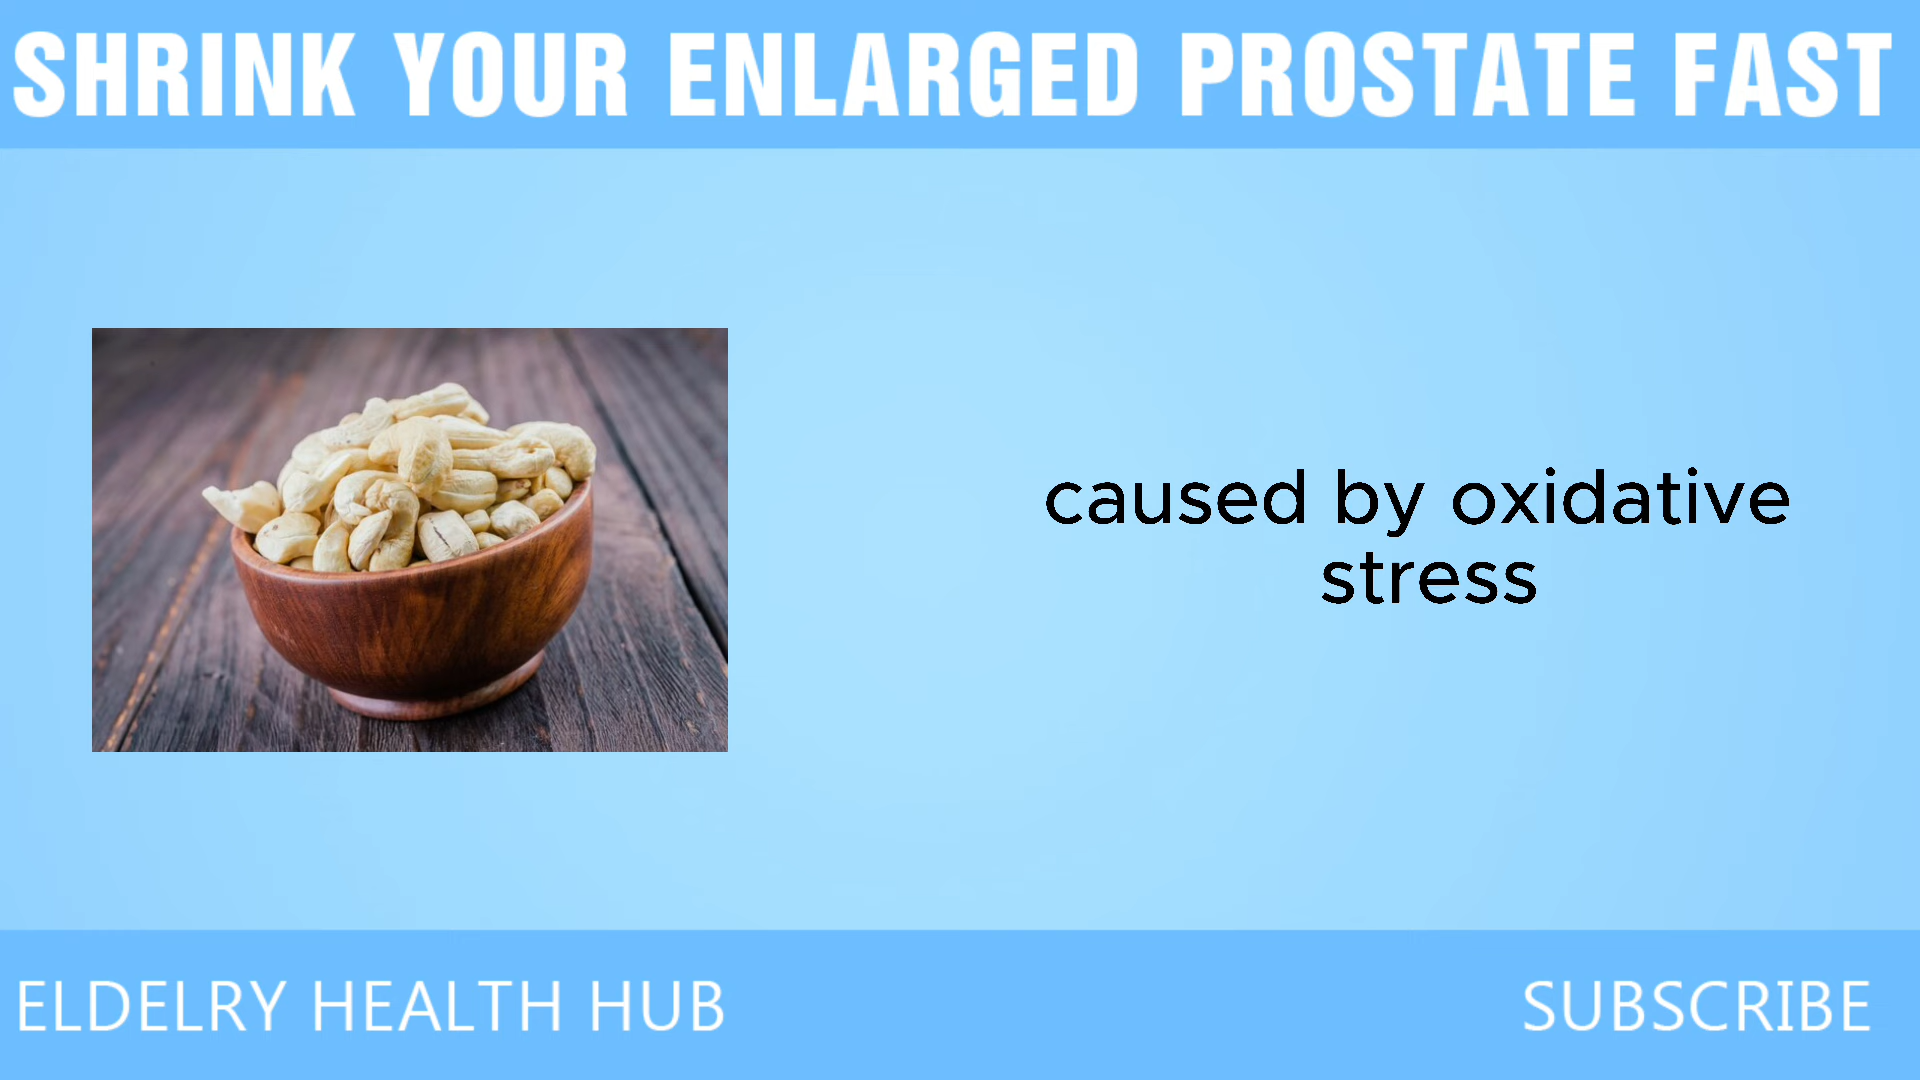 SHRINK YOUR ENLARGED PROSTATE FAST
caused by oxidative
stress
ELDELRY HEALTH HUB
SUBSCRIBE